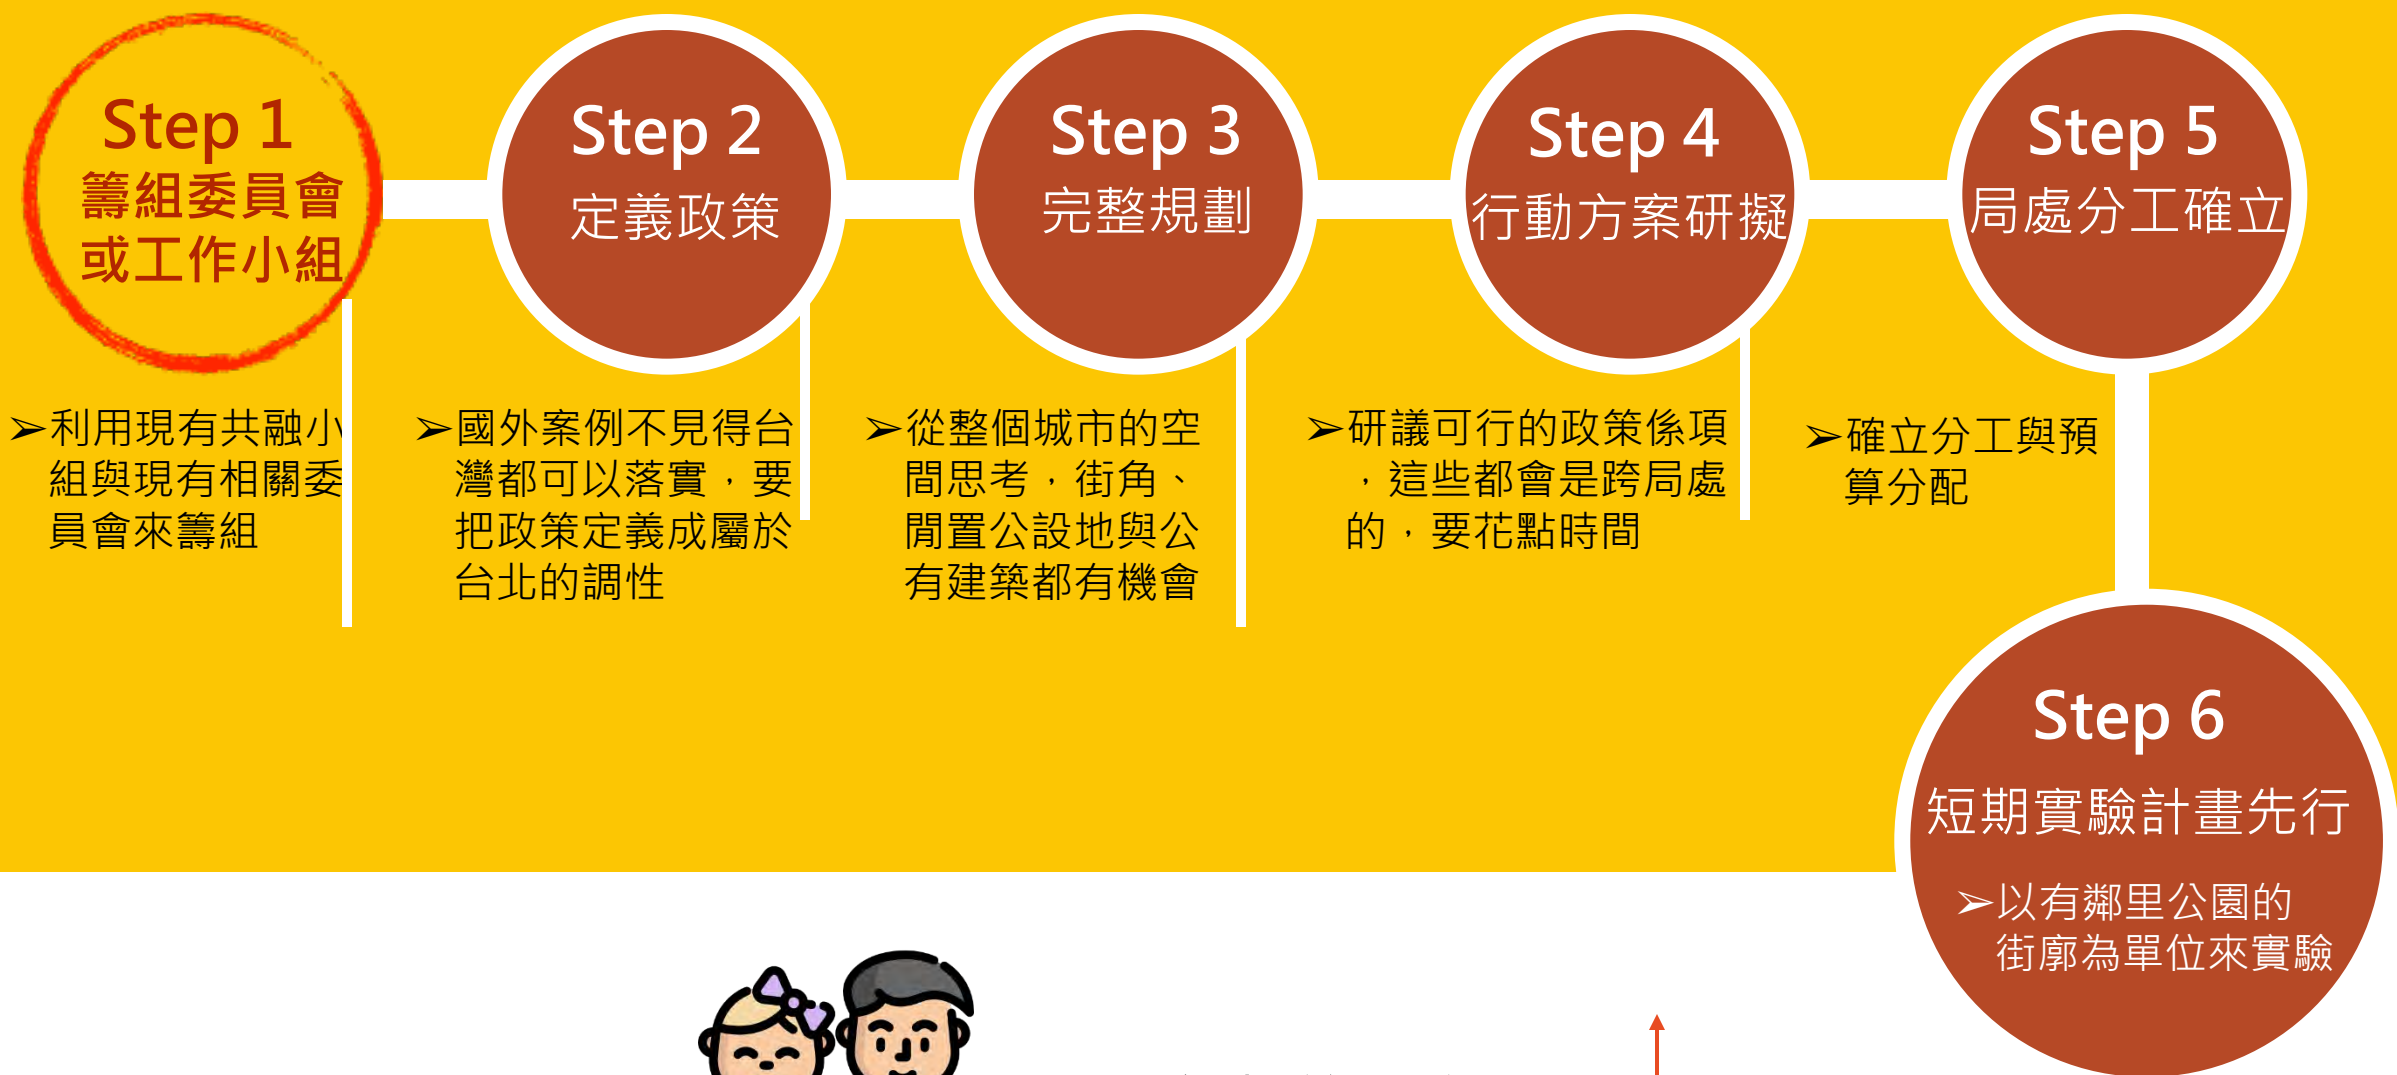 Step 1
籌組委員會
或工作小組
➢利用現有共融小
組與現有相關委
員會來籌組
Step 2
定義政策
➢國外案例不見得台
灣都可以落實，要
把政策定義成屬於
台北的調性
Step 3
完整規劃
➢從整個城市的空
間思考，街角、
閒置公設地與公
有建築都有機會
Step 4
行動方案研擬
➢研議可行的政策係項
，這些都會是跨局處
的，要花點時間
Step 5
局處分工確立
➢確立分工與預
算分配
Step 6
短期實驗計畫先行
➢以有鄰里公園的
街廓為單位來實驗